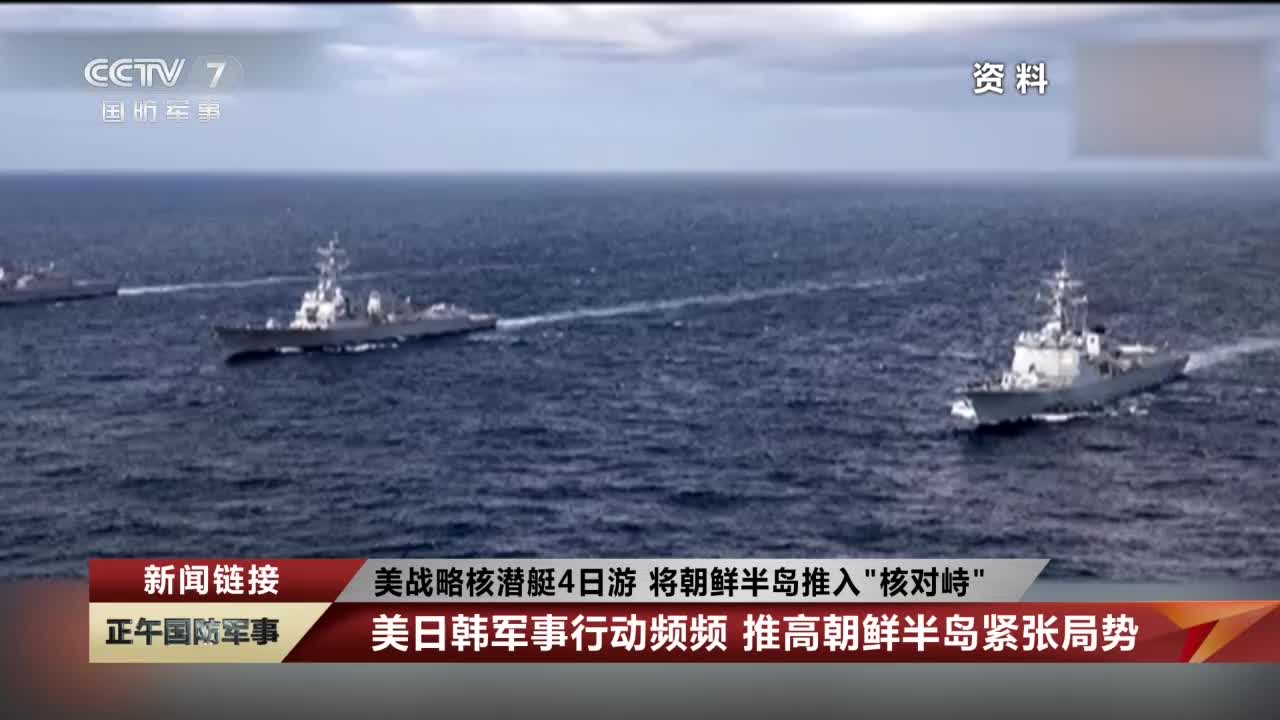 CCTV 7
国防军事
资料
新闻链接
美战略核潜艇4日游 将朝鲜半岛推入"核对峙"
正午国防军事
美日韩军事行动频频 推高朝鲜半岛紧张局势